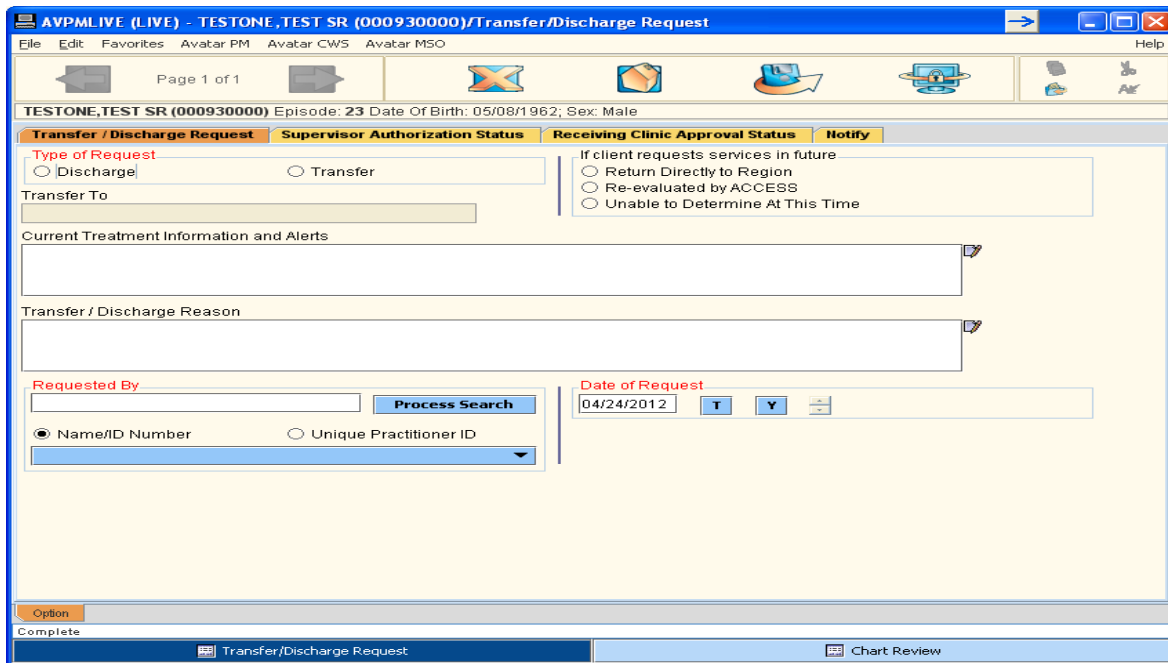 AVPMLIVE (LIVE) - TESTONE,TEST SR (000930000)/Transfer/Discharge Request
File Edit Favorites Avatar PM Avatar CWS Avatar MSO Help
Page 1 of 1
TESTONE,TEST SR (000930000) Episode: 23 Date Of Birth: 05/08/1962; Sex: Male
Transfer / Discharge Request Supervisor Authorization Status Receiving Clinic Approval Status Notify
Type of Request If client requests services in future
Discharge Transfer Return Directly to Region
Re-evaluated by ACCESS
Transfer To Unable to Determine At This Time
Current Treatment Information and Alerts
Transfer / Discharge Reason
Requested By Date of Request
Process Search 04/24/2012 T Y
Name/ID Number Unique Practitioner ID
Option
Complete
Transfer/Discharge Request Chart Review